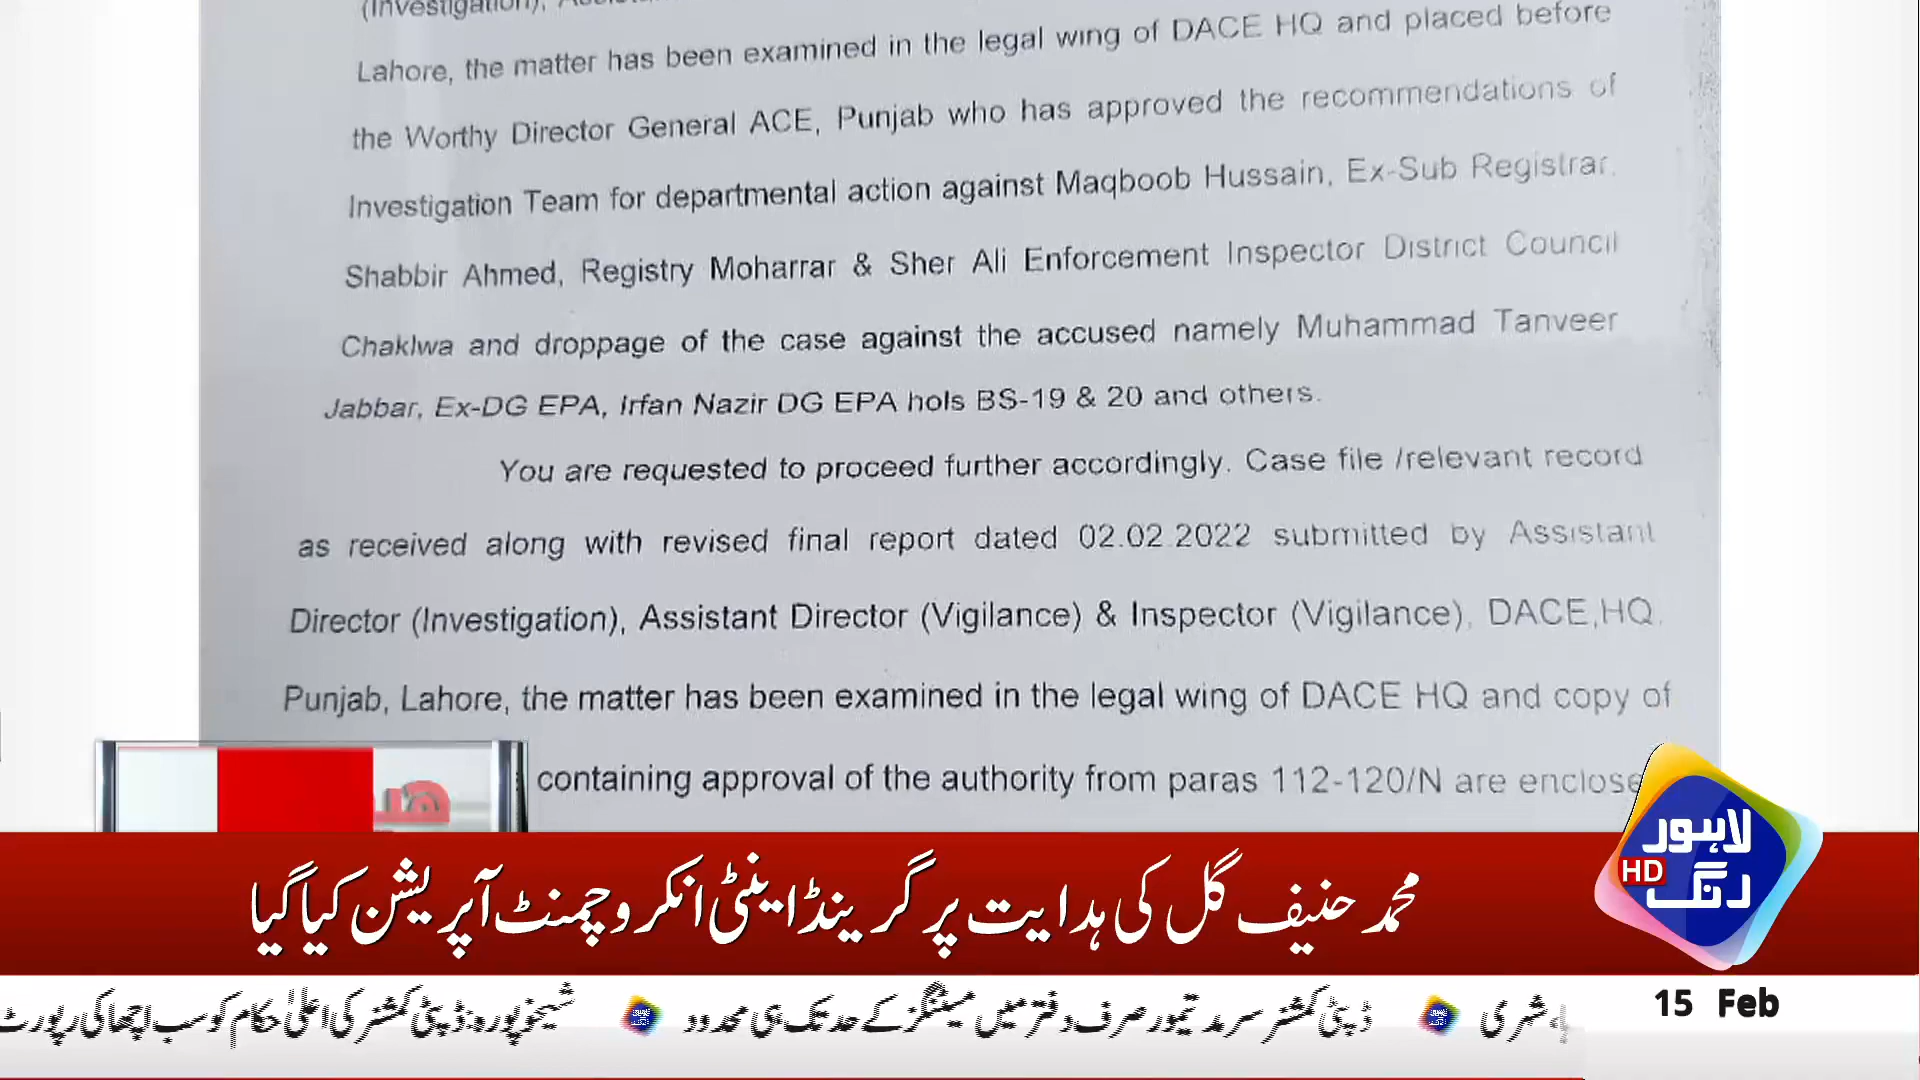 (Investigation),
Lahore, the matter has been examined in the legal wing of DACE HQ and placed before
the Worthy Director General ACE, Punjab who has approved the recommendations of
Investigation Team for departmental action against Maqboob Hussain, Ex-Sub Registrar,
Shabbir Ahmed, Registry Moharrar & Sher Ali Enforcement Inspector District Council
Chaklwa and droppage of the case against the accused namely Muhammad Tanveer
Jabbar, Ex-DG EPA, Irfan Nazir DG EPA hols BS-19 & 20 and others.
You are requested to proceed further accordingly. Case file /relevant record
as received along with revised final report dated 02.02.2022 submitted by Assistant
Director (Investigation), Assistant Director (Vigilance) & Inspector (Vigilance), DACE,HQ,
Punjab, Lahore, the matter has been examined in the legal wing of DACE HQ and copy of
containing approval of the authority from paras 112-120/N are enclose
لاہور
رنگ
HD
محمد حنیف گل کی ہدایت پر گرینڈ اینٹی انکروچمنٹ آپریشن کیا گیا
شہری
ڈپٹی کمشنر سرمد تیمور صرف دفتر میں میٹنگز کے حد تک ہی محدود
شیخوپورہ:ڈپٹی کمشنر کی اعلیٰ حکام کو سب اچھا کی رپورٹ
15 Feb